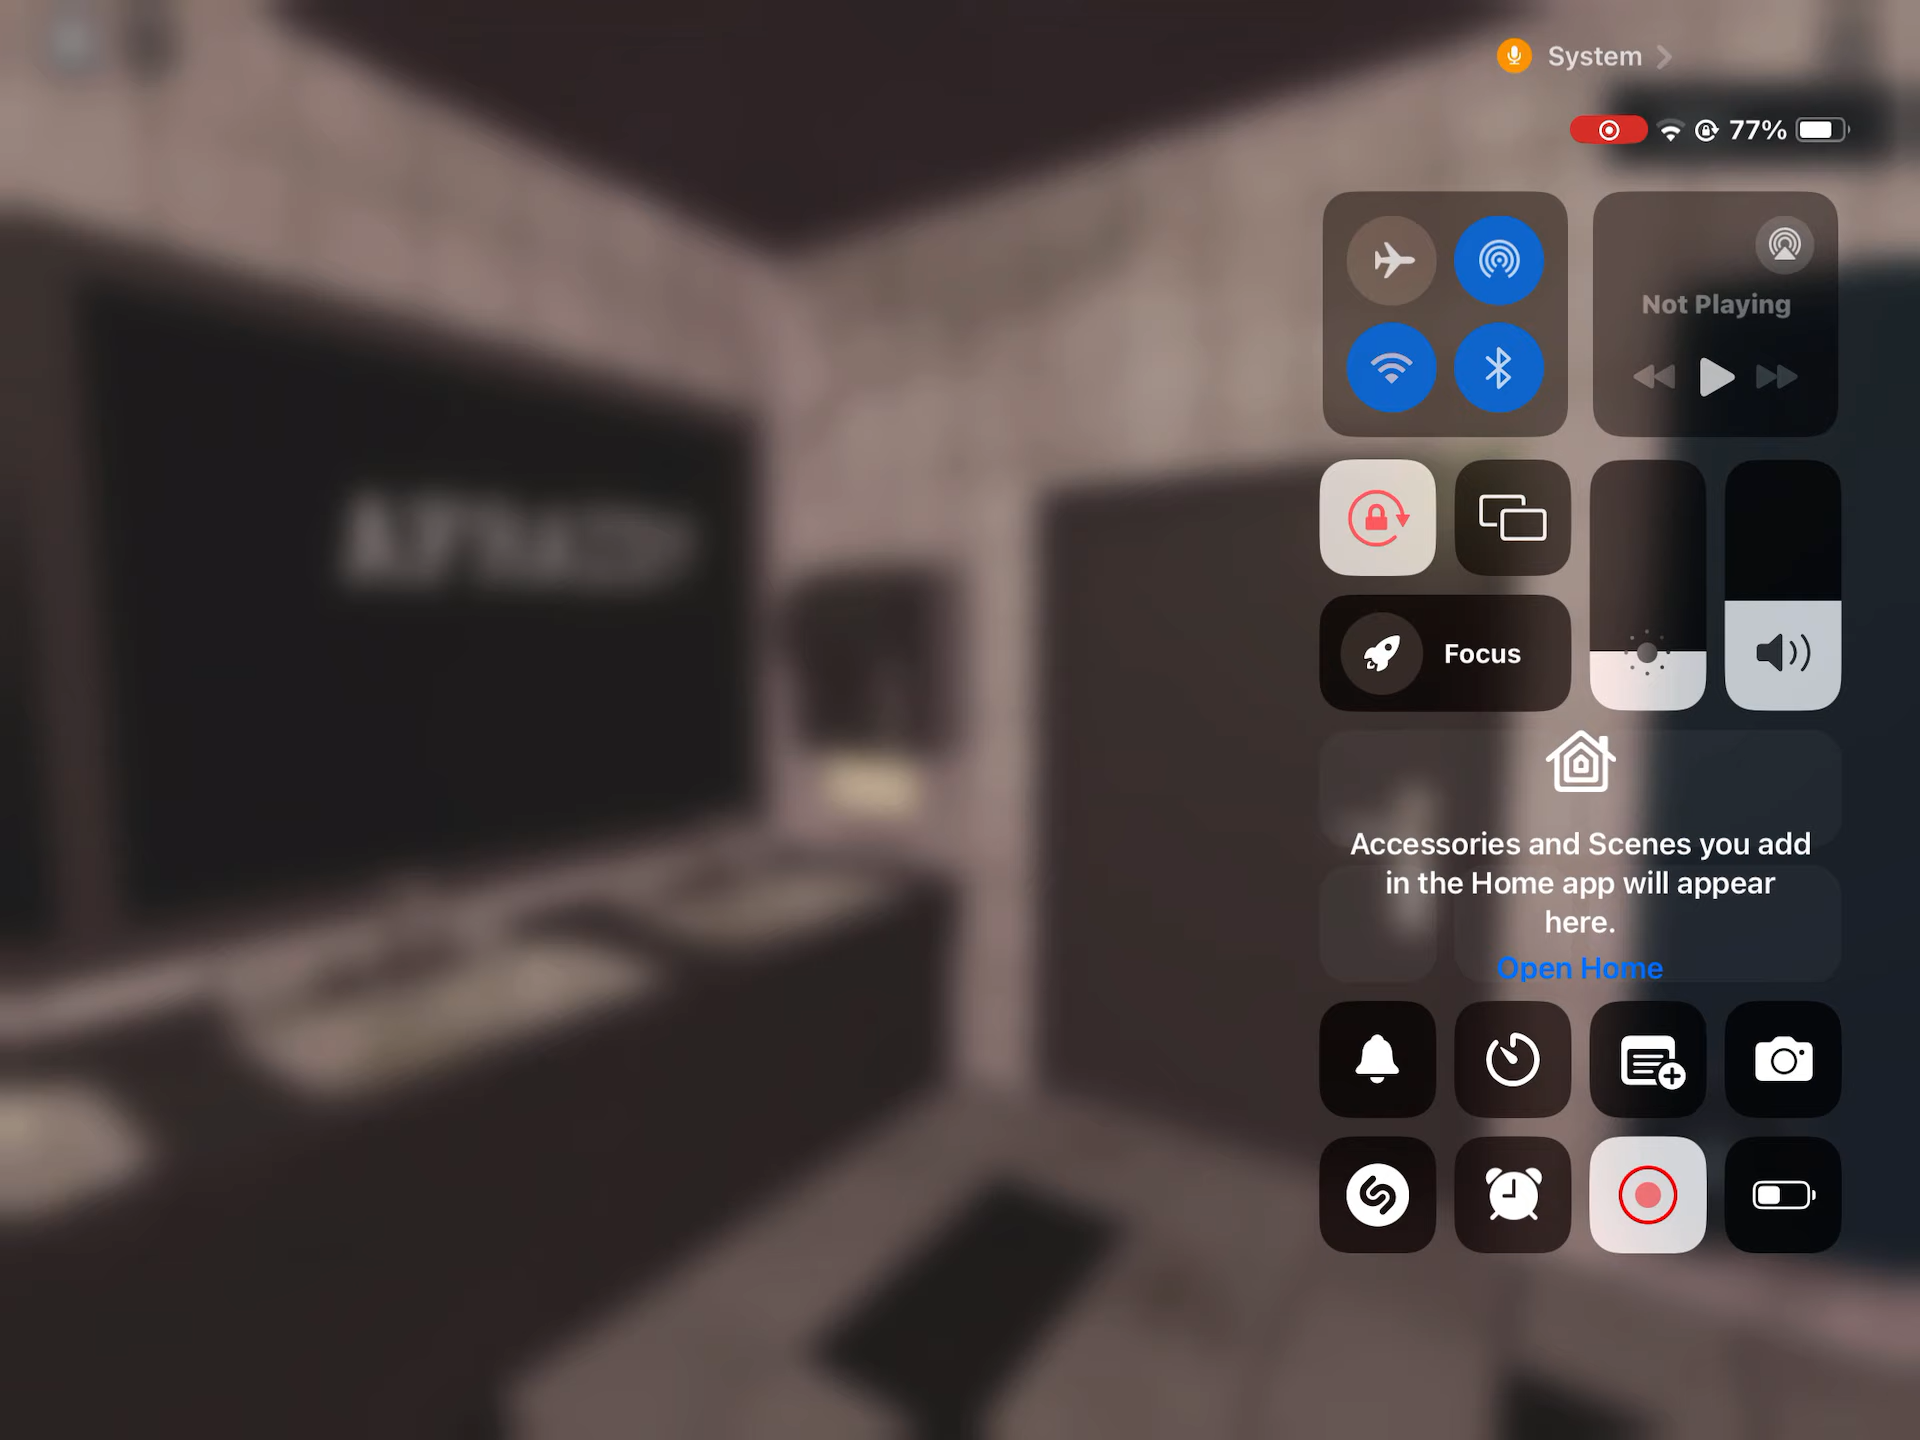 System
77%
Not Playing
Focus
Accessories and Scenes you add
in the Home app will appear
here.
Open Home
AFRAID